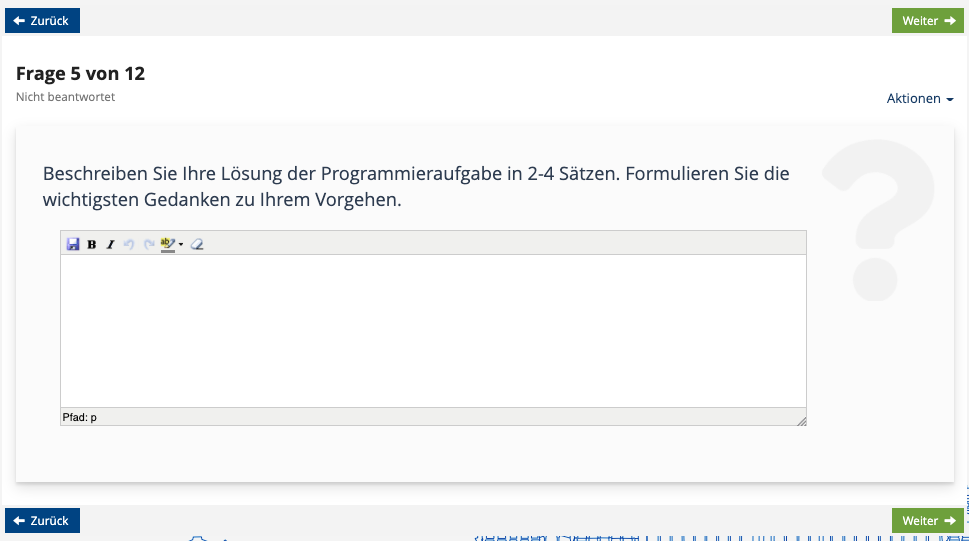 Zurück
Weiter
Frage 5 von 12
Nicht beantwortet
Aktionen
Beschreiben Sie Ihre Lösung der Programmieraufgabe in 2-4 Sätzen. Formulieren Sie die
wichtigsten Gedanken zu Ihrem Vorgehen.
B I ab
Pfad: p
Zurück
Weiter